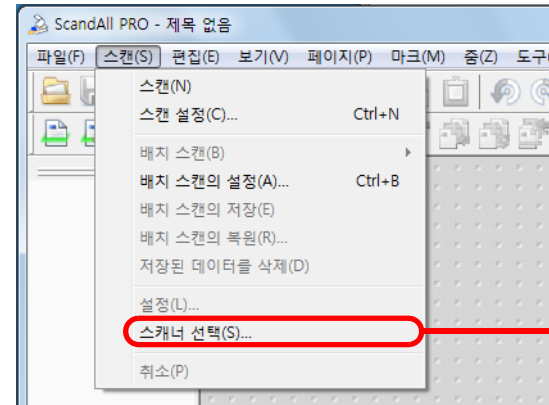 ScandAll PRO - 제목 없음
파일(F) 스캔(S) 편집(E) 보기(V) 페이지(P) 마크(M) 줌(Z) 도구(
스캔(N)
스캔 설정(C)... Ctrl+N
배치 스캔(B)
배치 스캔의 설정(A)... Ctrl+B
배치 스캔의 저장(E)
배치 스캔의 복원(R)...
저장된 데이터를 삭제(D)
설정(L)...
스캐너 선택(S)...
취소(P)